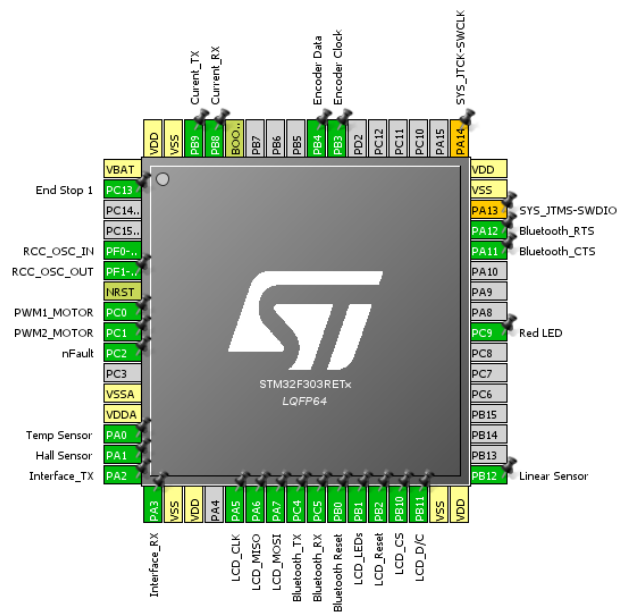 Curent_TX
Current_RX
Encoder Data
Encoder Clock
SYS_JTCK-SWCLK
VDD
VSS
PB9
PB8
BOO..
PB7
PB6
PB5
PB4
PB3
PD2
PC12
PC11
PC10
PA15
PA14
VBAT
End Stop 1 PC13
PC14..
PC15..
RCC_OSC_IN PF0-..
RCC_OSC_OUT PF1-..
NRST
PWM1_MOTOR PC0
PWM2_MOTOR PC1
nFault PC2
PC3
VSSA
VDDA
Temp Sensor PA0
Hall Sensor PA1
Interface_TX PA2
VDD
VSS
PA13 SYS_JTMS-SWDIO
PA12 Bluetooth_RTS
PA11 Bluetooth_CTS
PA10
PA9
PA8
PC9 Red LED
PC8
PC7
PC6
PB15
PB14
PB13
PB12 Linear Sensor
ST
STM32F303RETx
LQFP64
PA3
VSS
VDD
PA4
PA5
PA6
PA7
PC4
PC5
PB0
PB1
PB2
PB10
PB11
VSS
VDD
Interface_RX
LCD_CLK
LCD_MISO
LCD_MOSI
Bluetooth_TX
Bluetooth_RX
Bluetooth Reset
LCD_LEDs
LCD_Reset
LCD_CS
LCD_D/C